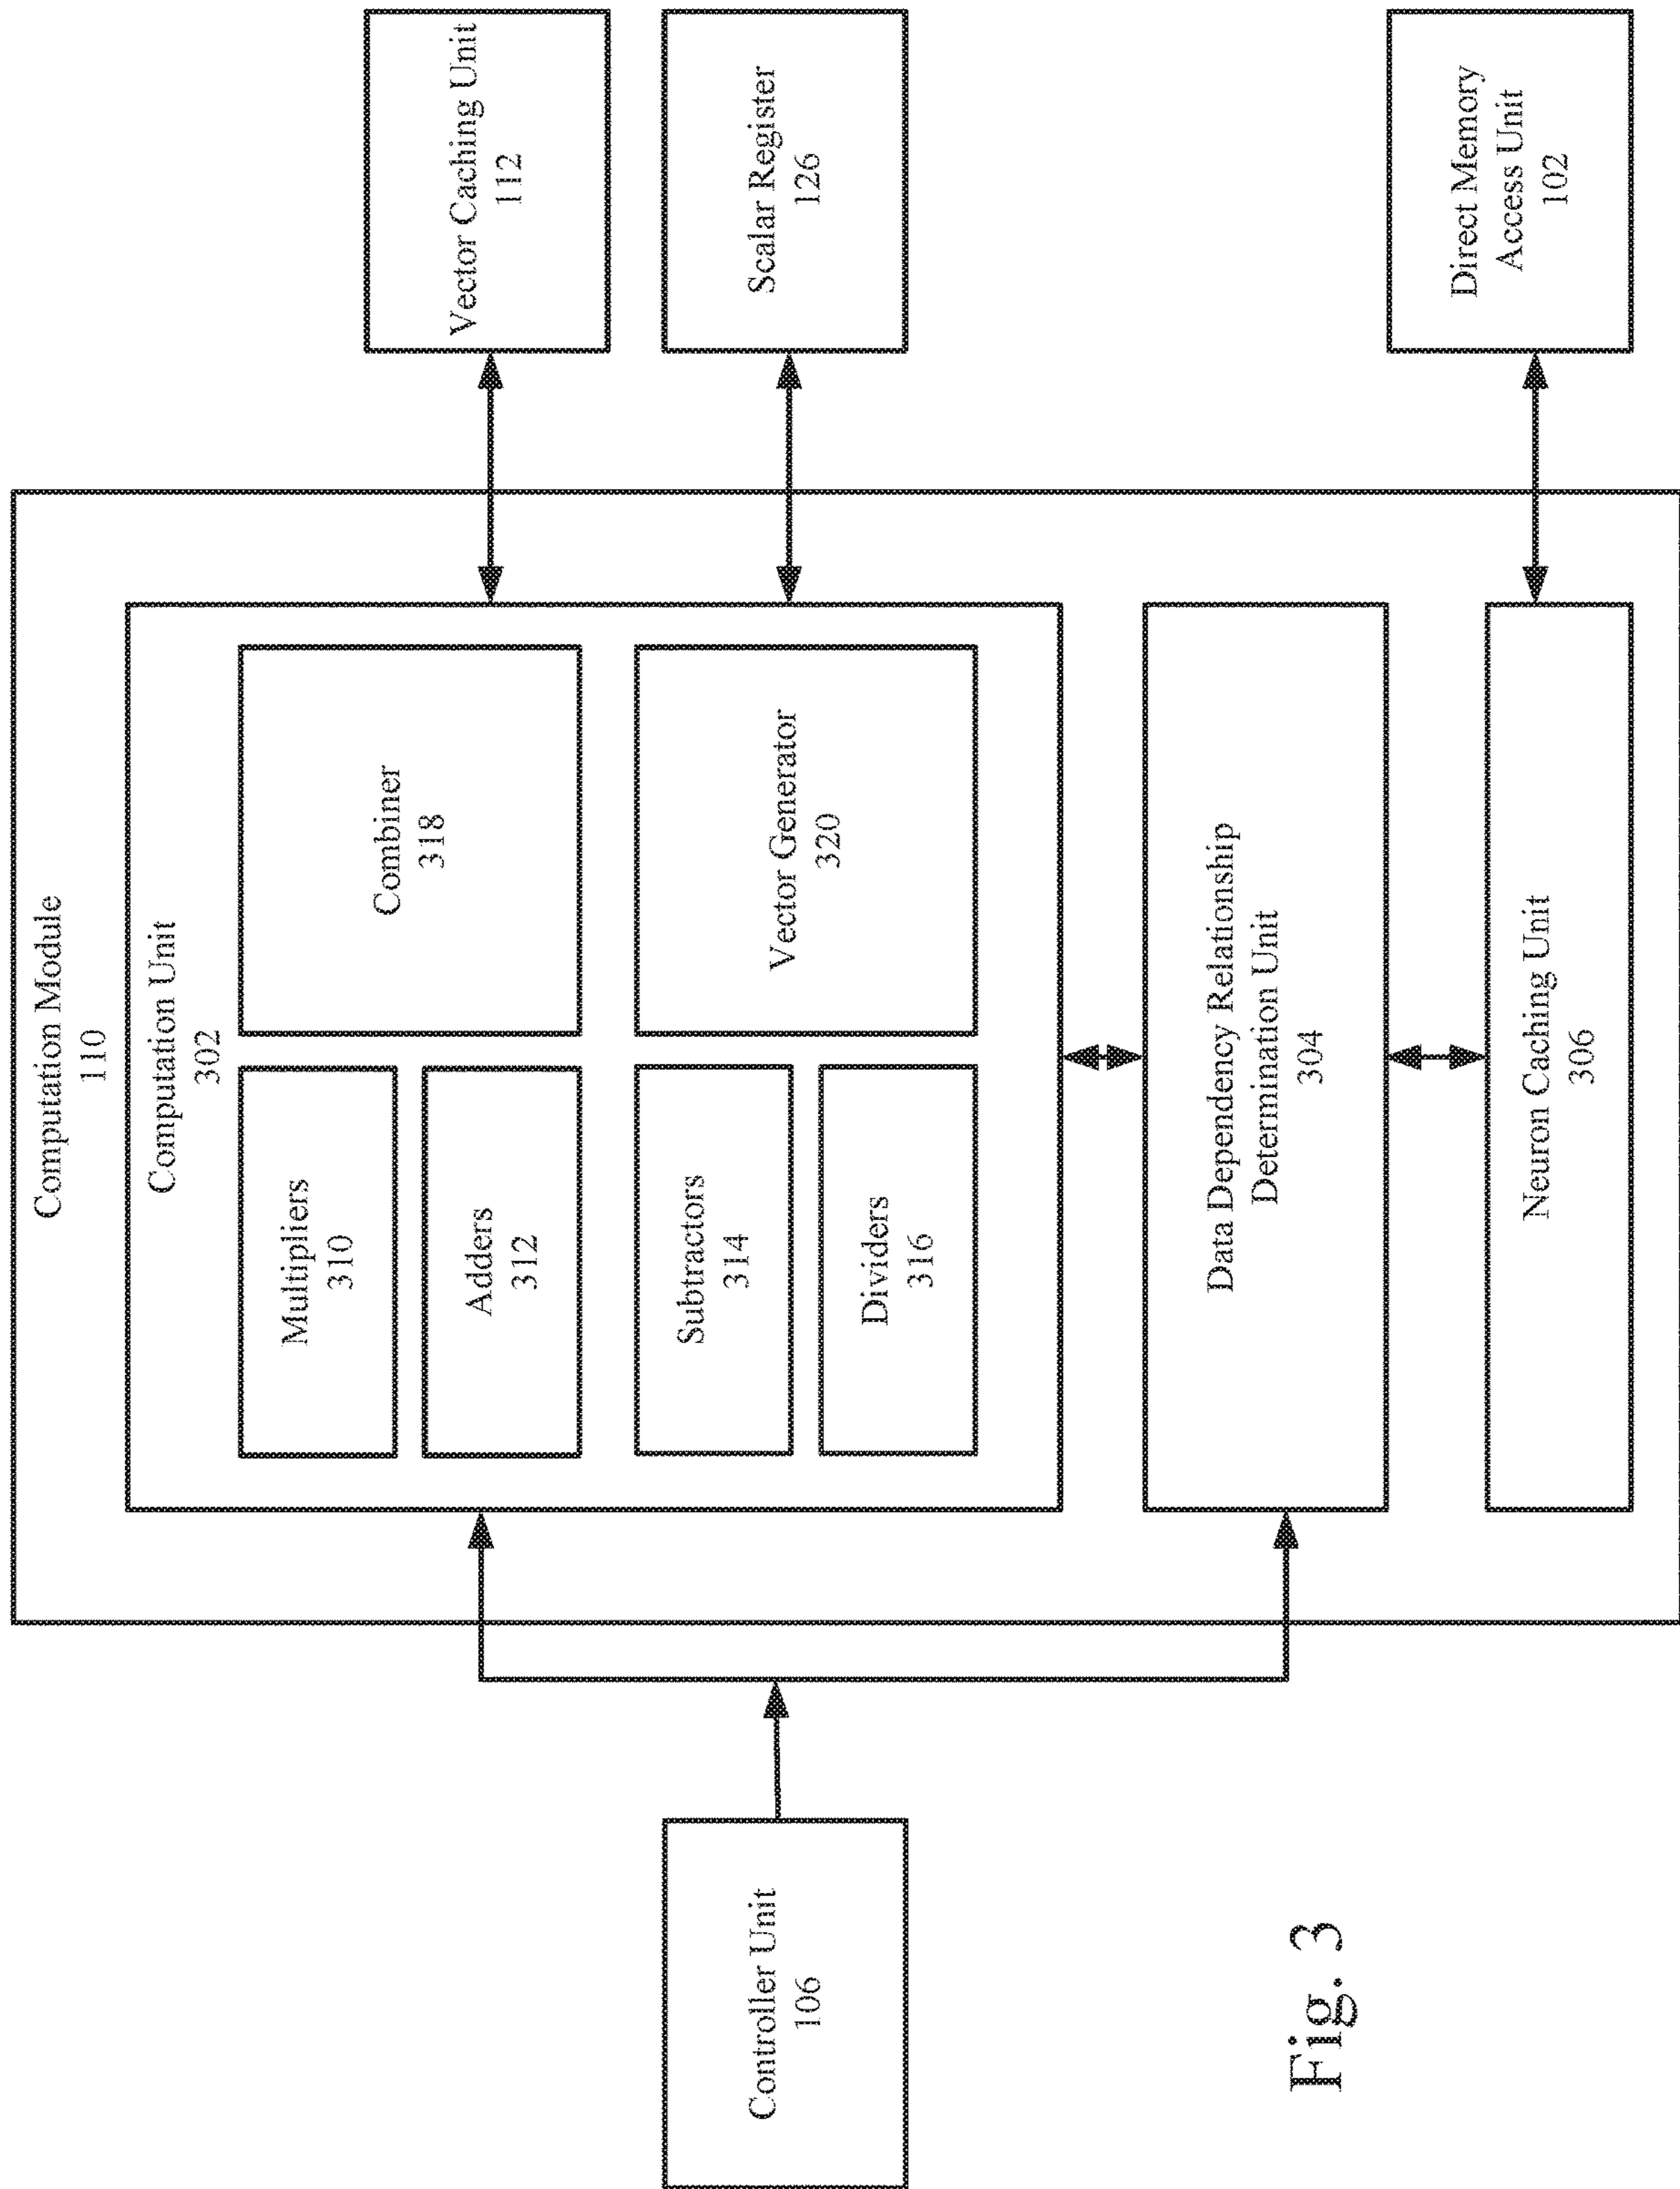 Computation Module
110
Computation Unit
302
Multipliers
310
Adders
312
Subtractors
314
Dividers
316
Combiner
318
Vector Generator
320
Data Dependency Relationship
Determination Unit
304
Neuron Caching Unit
306
Controller Unit
106
Vector Caching Unit
112
Scalar Register
126
Direct Memory
Access Unit
102
Fig. 3